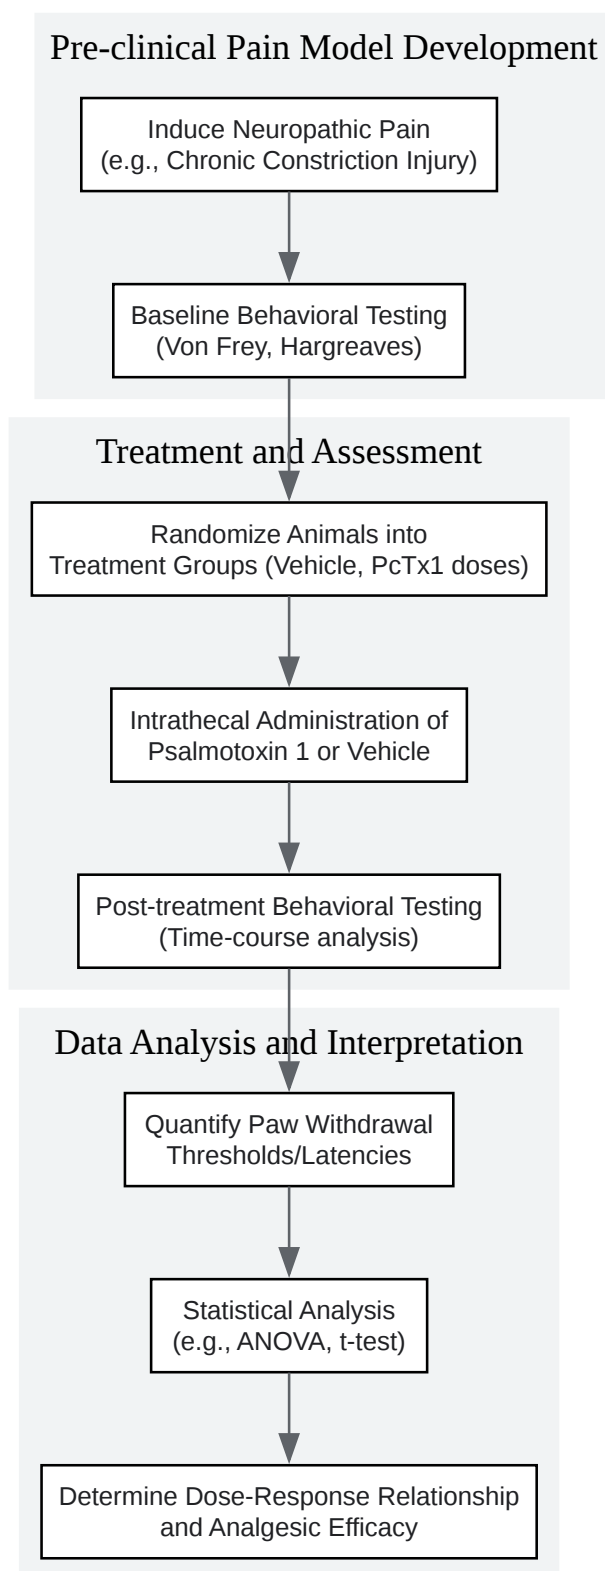 Pre-clinical Pain Model Development
Induce Neuropathic Pain
(e.g., Chronic Constriction Injury)
Baseline Behavioral Testing
(Von Frey, Hargreaves)
Treatment and Assessment
Randomize Animals into
Treatment Groups (Vehicle, PcTx1 doses)
Intrathecal Administration of
Psalmotoxin 1 or Vehicle
Post-treatment Behavioral Testing
(Time-course analysis)
Data Analysis and Interpretation
Quantify Paw Withdrawal
Thresholds/Latencies
Statistical Analysis
(e.g., ANOVA, t-test)
Determine Dose-Response Relationship
and Analgesic Efficacy